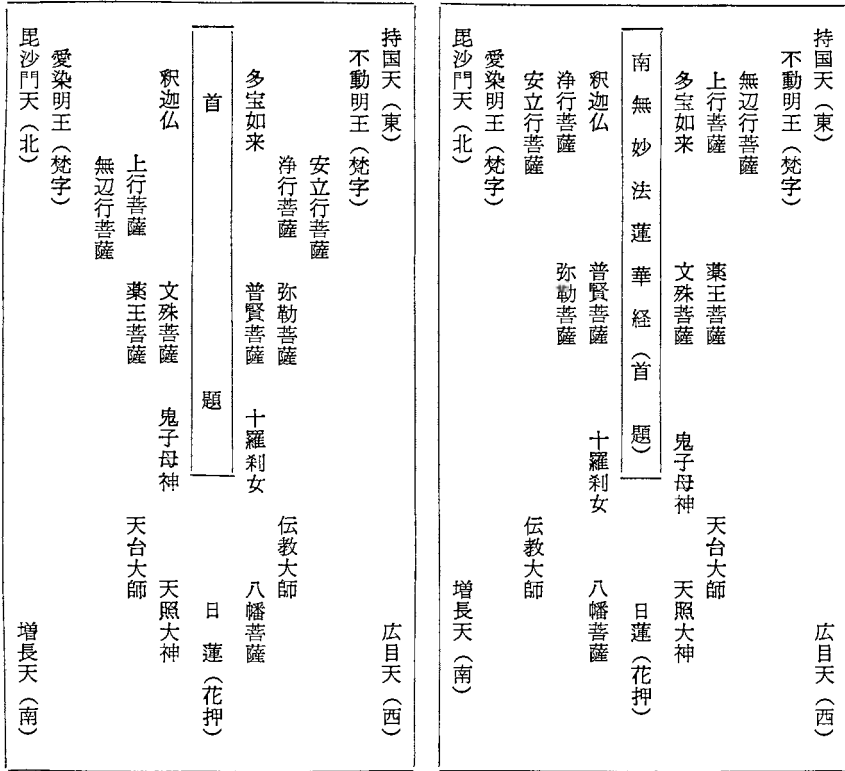 持国天（東）　広目天（西）
不動明王（梵字）
無辺行菩薩
上行菩薩　薬王菩薩　天台大師
多宝如来　文殊菩薩　鬼子母神　天照大神
南無妙法蓮華経（首題）　日蓮（花押）
釈迦仏　普賢菩薩　十羅刹女　八幡菩薩
浄行菩薩　弥勒菩薩
安立行菩薩　伝教大師
愛染明王（梵字）
毘沙門天（北）　増長天（南）
持国天（東）　広目天（西）
不動明王（梵字）
安立行菩薩
浄行菩薩　弥勒菩薩　伝教大師
多宝如来　普賢菩薩　十羅刹女　八幡菩薩
首題　日蓮（花押）
釈迦仏　文殊菩薩　鬼子母神　天照大神
上行菩薩　薬王菩薩　天台大師
無辺行菩薩
愛染明王（梵字）
毘沙門天（北）　増長天（南）